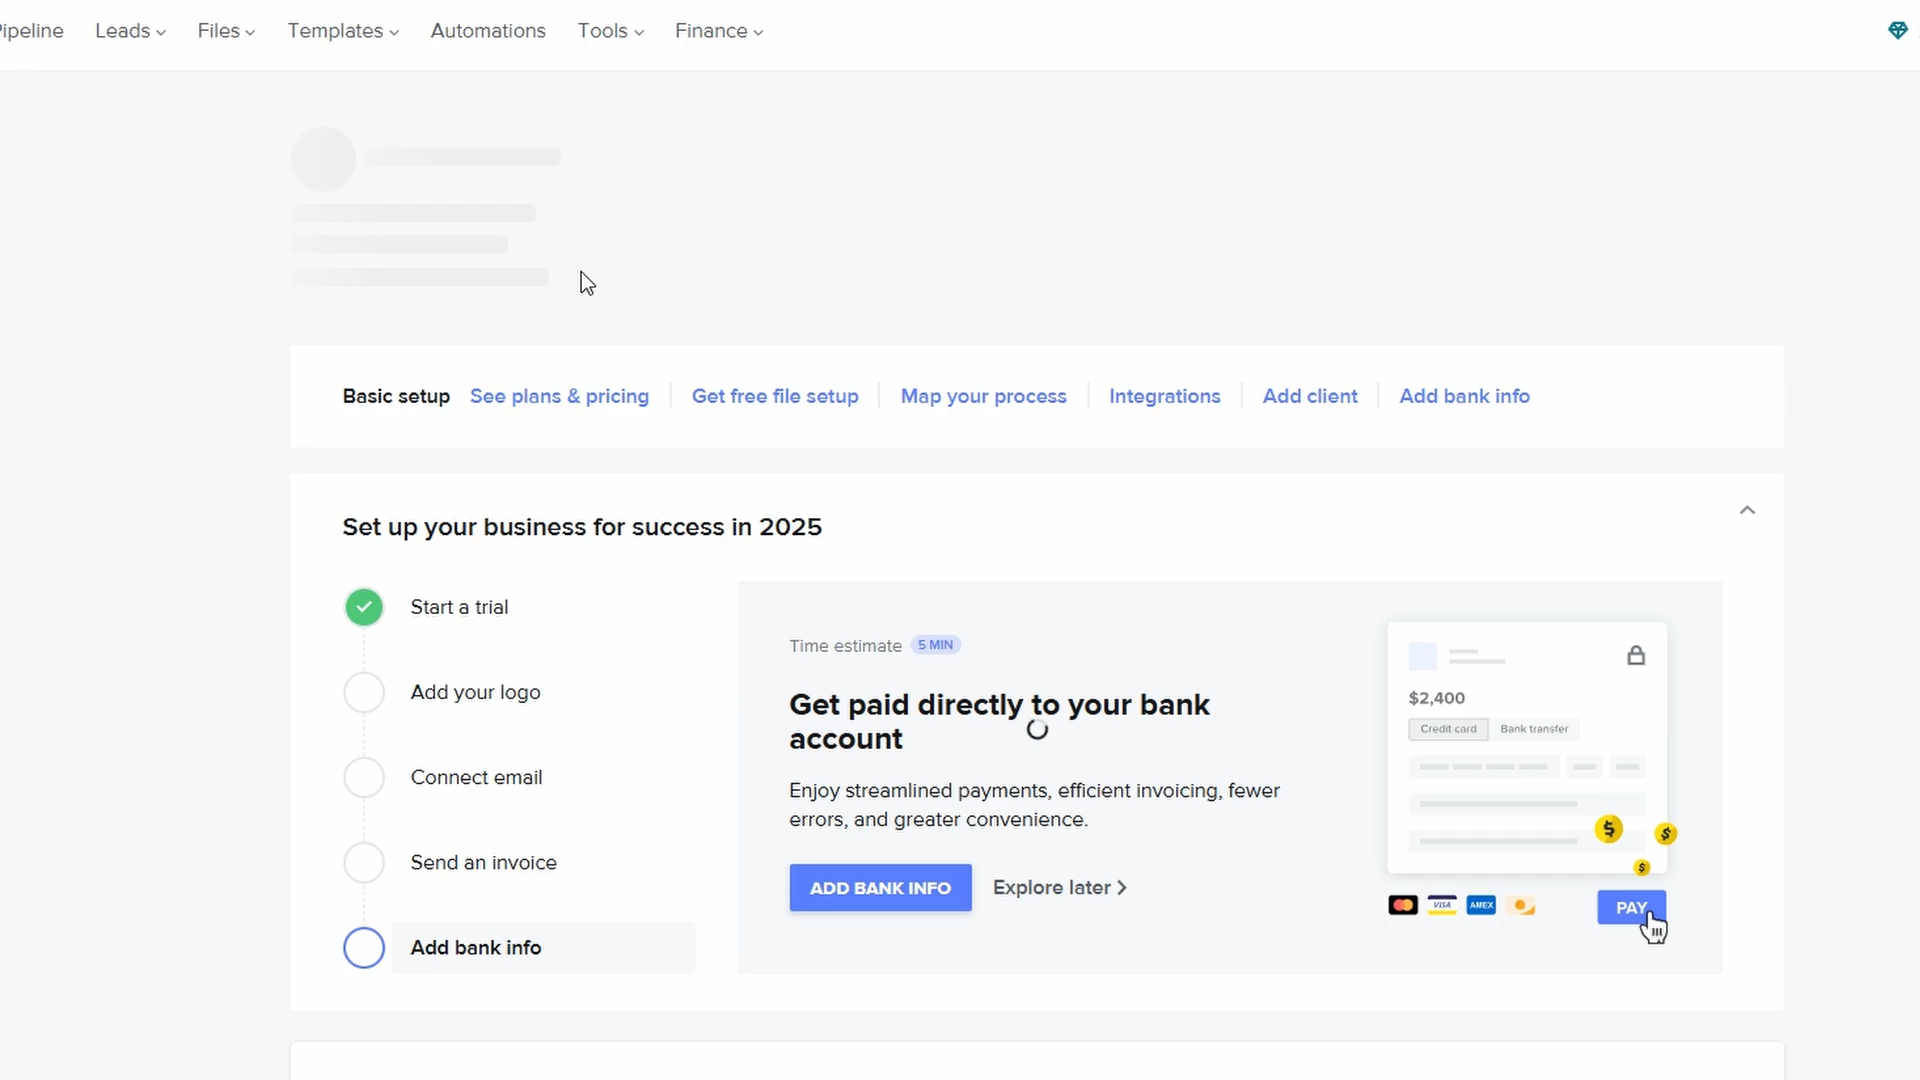 Pipeline Leads Files Templates Automations Tools Finance
Basic setup See plans & pricing Get free file setup Map your process Integrations Add client Add bank info
Set up your business for success in 2025
Start a trial
Add your logo
Connect email
Send an invoice
Add bank info
Time estimate 5 MIN
Get paid directly to your bank
account
Enjoy streamlined payments, efficient invoicing, fewer
errors, and greater convenience.
ADD BANK INFO Explore later
$2,400
Credit card Bank transfer
$ $
$
VISA AMEX
PAY